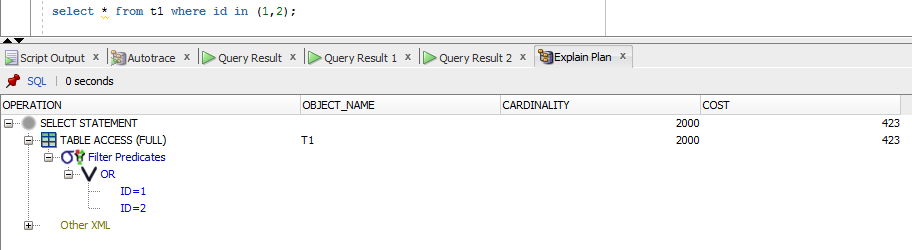 select * from t1 where id in (1,2);
Script Output x Autotrace x Query Result x Query Result 1 x Query Result 2 x Explain Plan x
SQL | 0 seconds
OPERATION OBJECT_NAME CARDINALITY COST
SELECT STATEMENT 2000 423
TABLE ACCESS (FULL) T1 2000 423
Filter Predicates
OR
ID=1
ID=2
Other XML